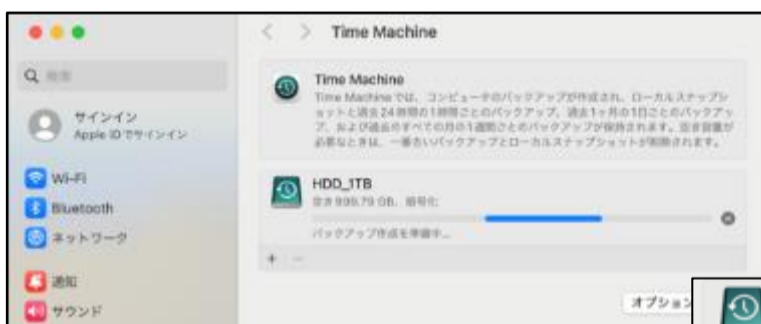 Time Machine
検索
サインイン
Apple IDでサインイン
Wi-Fi
Bluetooth
ネットワーク
通知
サウンド
Time Machine
Time Machineでは、コンピュータのバックアップが作成され、ローカルスナップシ
ョットと過去24時間の1時間ごとのバックアップ、過去1ヶ月の1日ごとのバックアッ
プ、および過去のすべての月の1週間ごとのバックアップが保持されます。空き容量が
必要なときは、一番古いバックアップとローカルスナップショットが削除されます。
HDD_1TB
空き999.79 GB、暗号化
バックアップ作成を準備中...
オプション